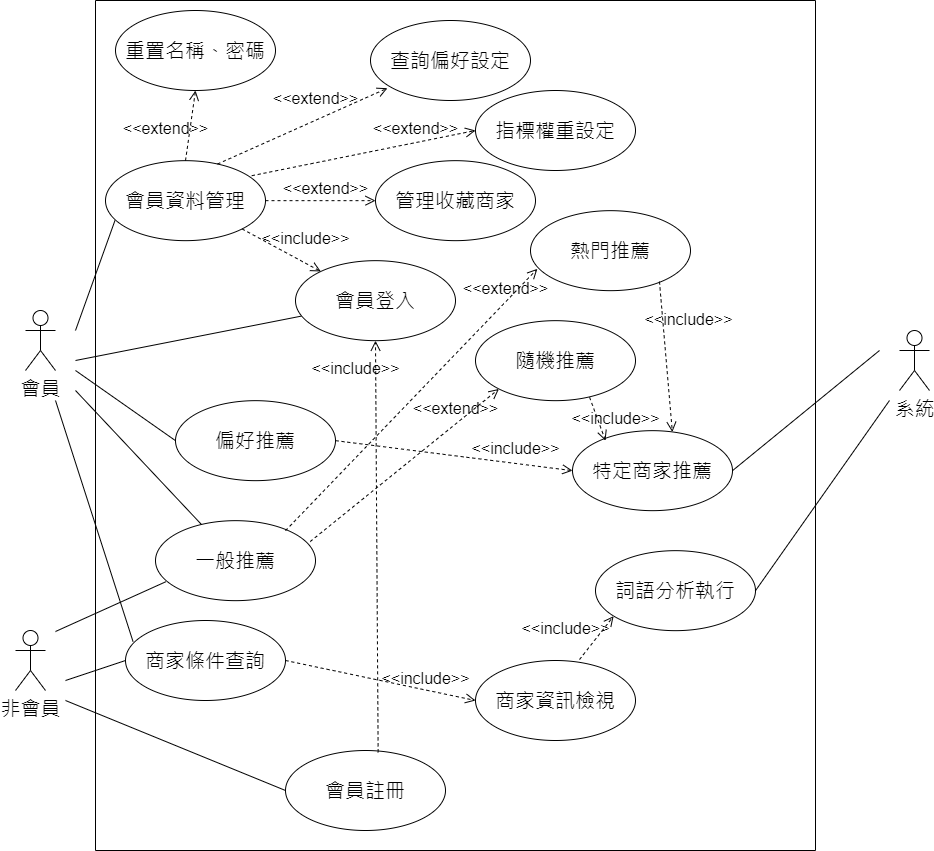 重置名稱、密碼
查詢偏好設定
<<extend>>
<<extend>>
<<extend>>
指標權重設定
會員資料管理
<<extend>>
管理收藏商家
<<include>>
熱門推薦
<<extend>>
會員登入
<<include>>
隨機推薦
<<include>>
會員
系統
<<extend>>
<<include>>
偏好推薦
<<include>>
特定商家推薦
一般推薦
詞語分析執行
<<include>>
商家條件查詢
<<include>>
商家資訊檢視
非會員
會員註冊